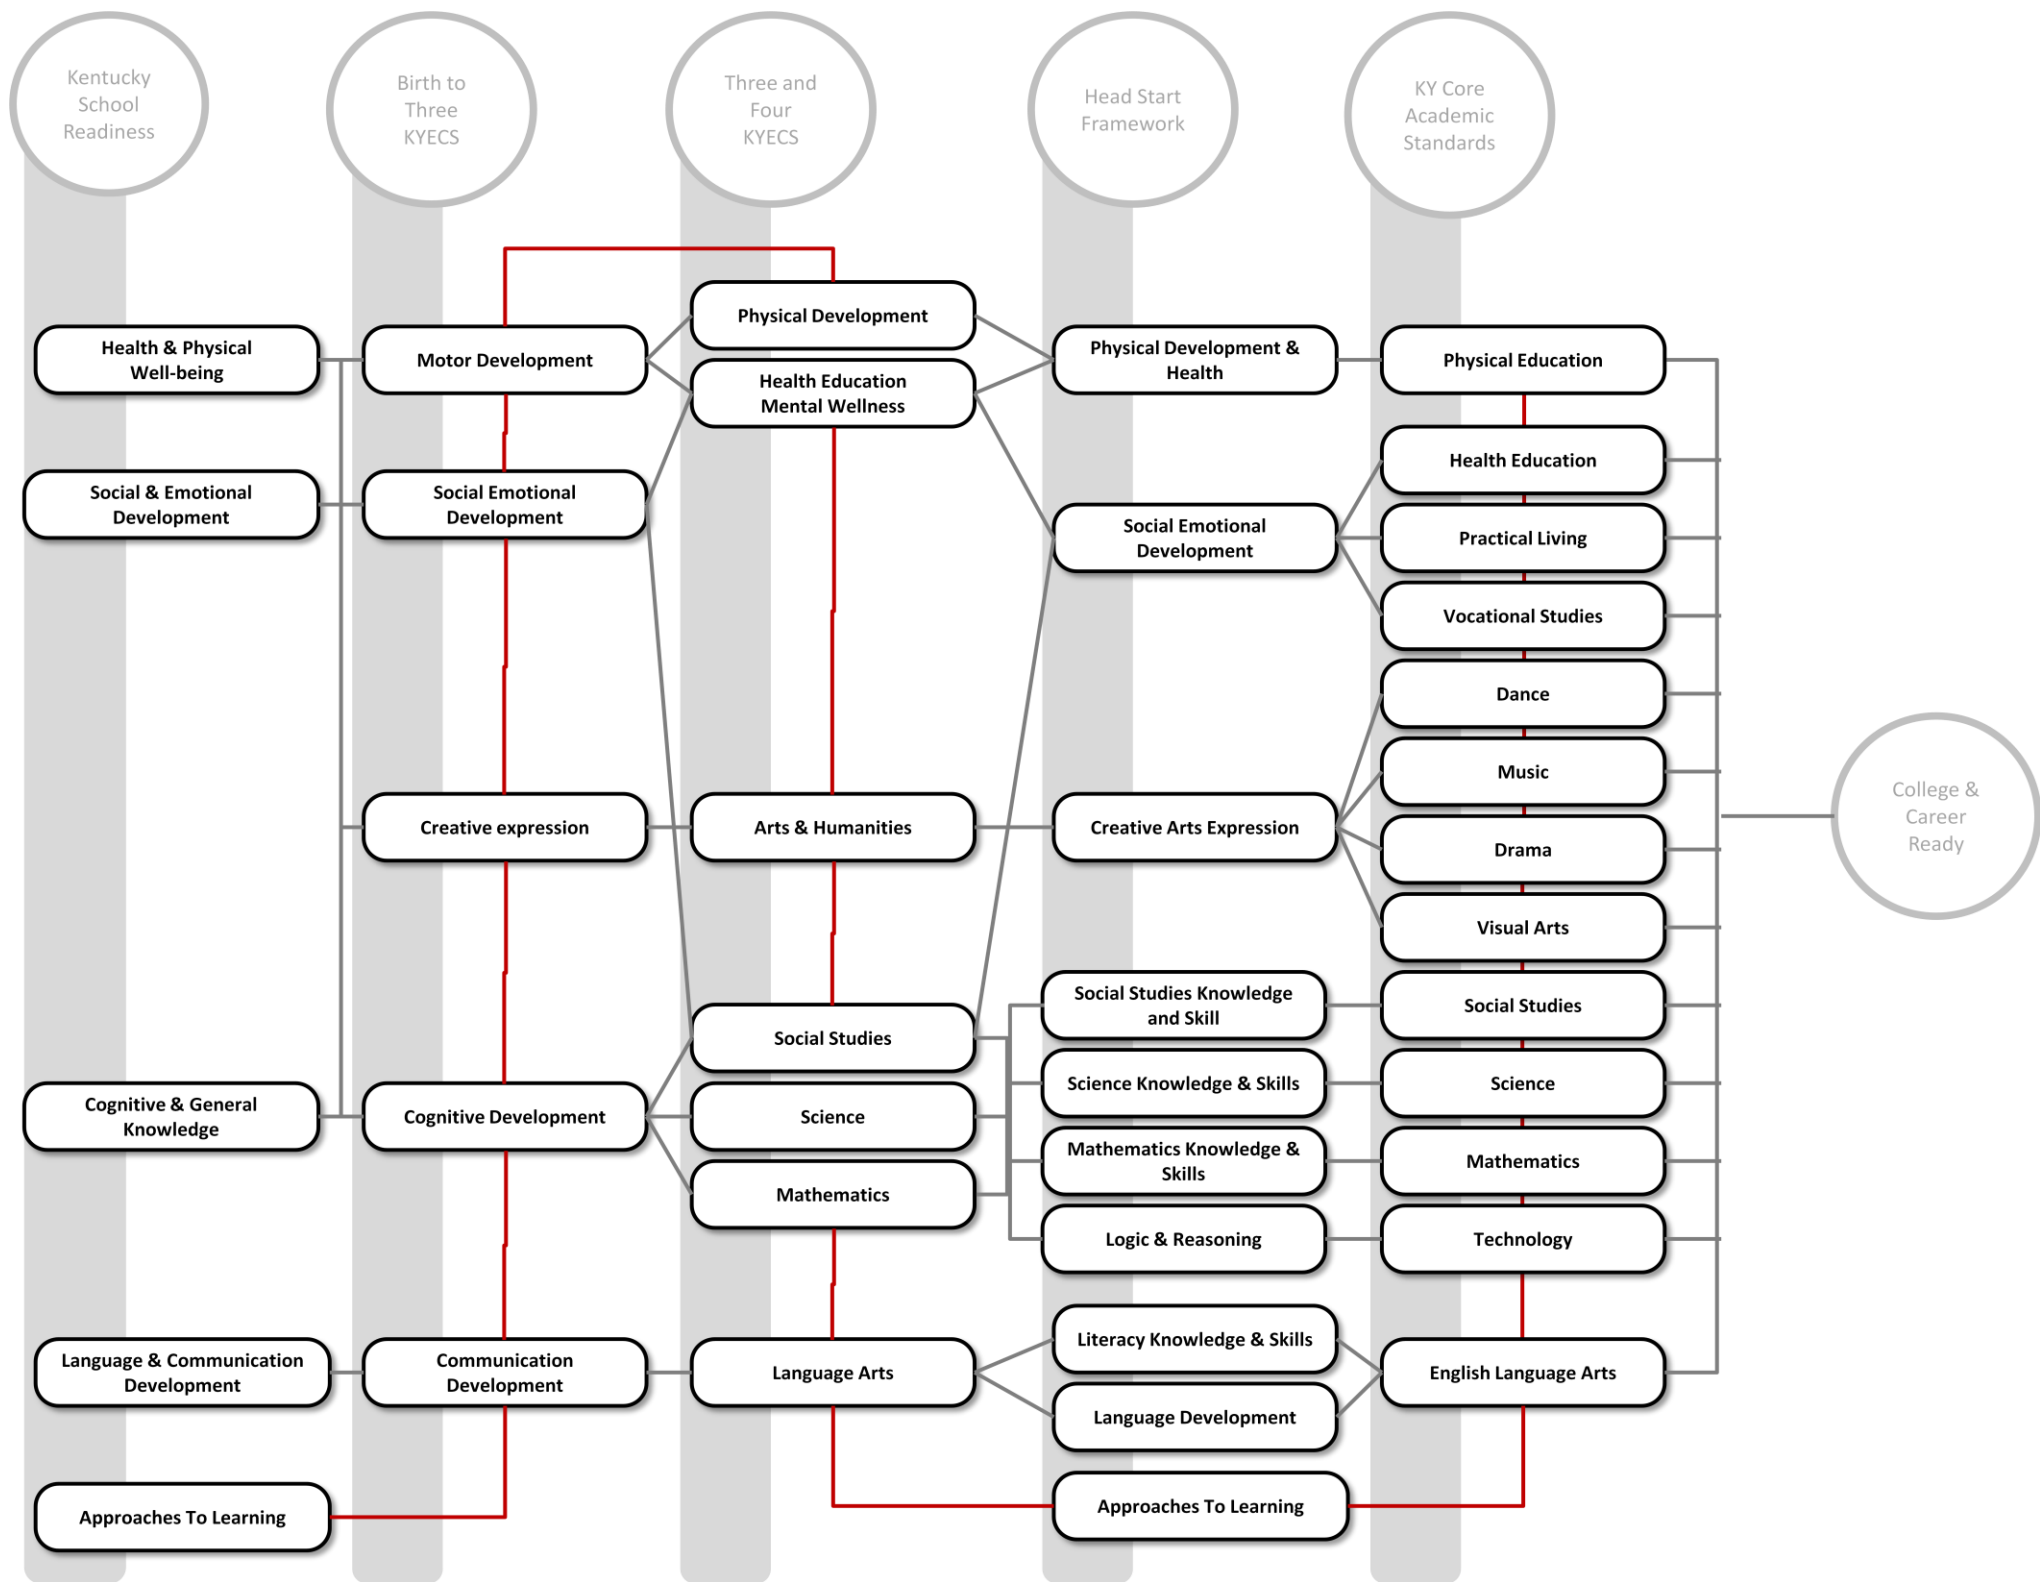 Kentucky
School
Readiness
Birth to
Three
KYECS
Three and
Four
KYECS
Head Start
Framework
KY Core
Academic
Standards
Health & Physical
Well-being
Social & Emotional
Development
Cognitive & General
Knowledge
Language & Communication
Development
Approaches To Learning
Motor Development
Social Emotional
Development
Creative expression
Cognitive Development
Communication
Development
Physical Development
Health Education
Mental Wellness
Arts & Humanities
Social Studies
Science
Mathematics
Language Arts
Physical Development &
Health
Social Emotional
Development
Creative Arts Expression
Social Studies Knowledge
and Skill
Science Knowledge & Skills
Mathematics Knowledge &
Skills
Logic & Reasoning
Literacy Knowledge & Skills
Language Development
Approaches To Learning
Physical Education
Health Education
Practical Living
Vocational Studies
Dance
Music
Drama
Visual Arts
Social Studies
Science
Mathematics
Technology
English Language Arts
College &
Career
Ready